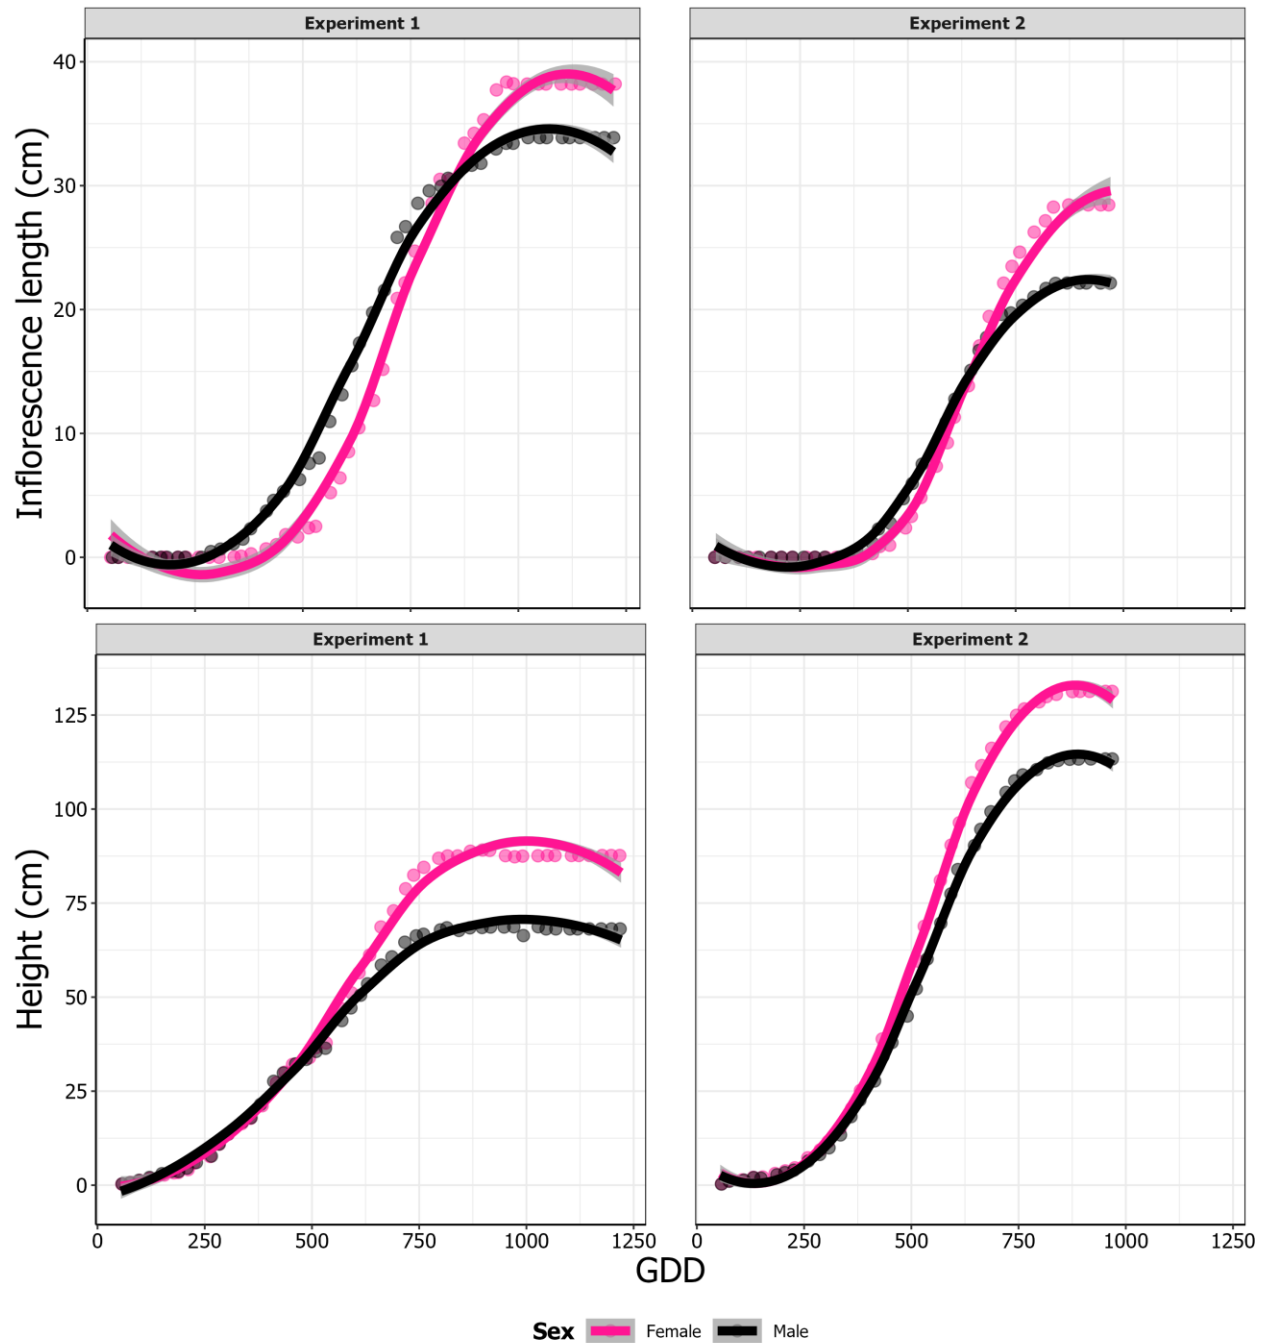 Experiment 1 Experiment 2
Inflorescence length (cm)
40
30
20
10
0
Experiment 1 Experiment 2
Height (cm)
125
100
75
50
25
0
0 250 500 750 1000 1250 0 250 500 750 1000 1250
GDD
Sex Female Male